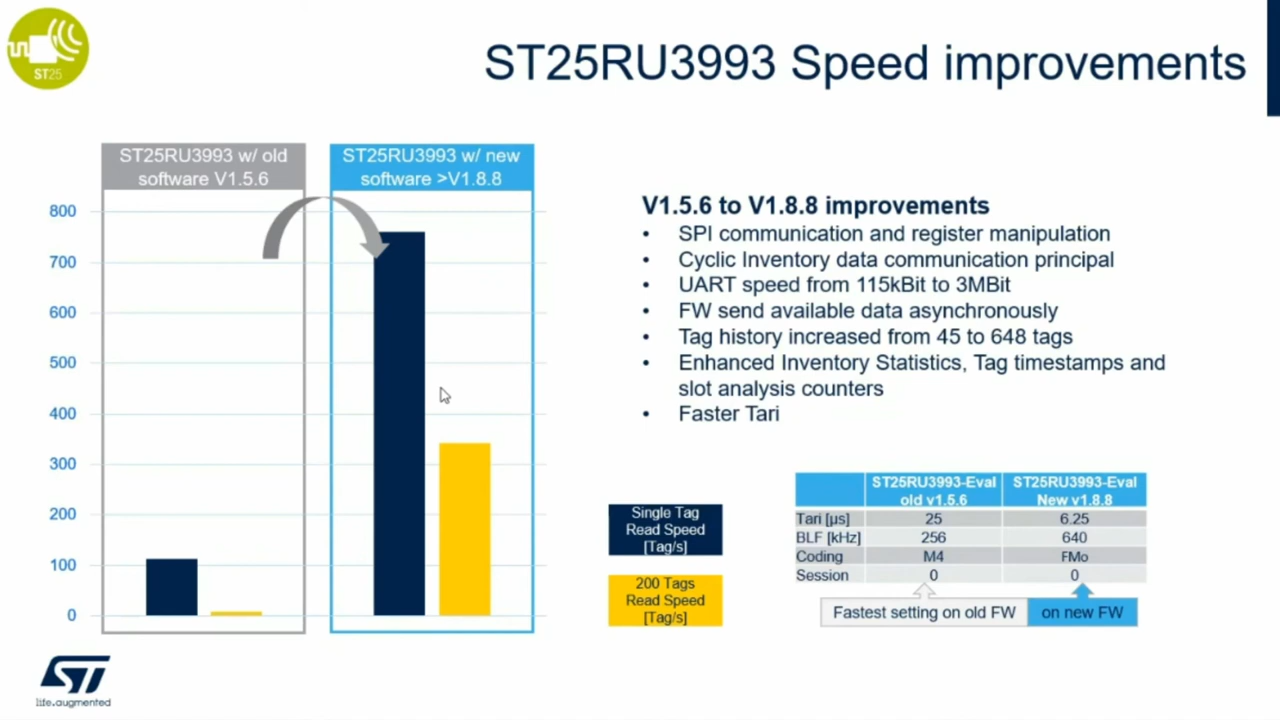 ST25
ST25RU3993 Speed improvements
ST25RU3993 w/ old
software V1.5.6
ST25RU3993 w/ new
software >V1.8.8
800
700
600
500
400
300
200
100
0
V1.5.6 to V1.8.8 improvements
• SPI communication and register manipulation
• Cyclic Inventory data communication principal
• UART speed from 115kBit to 3MBit
• FW send available data asynchronously
• Tag history increased from 45 to 648 tags
• Enhanced Inventory Statistics, Tag timestamps and
slot analysis counters
• Faster Tari
Single Tag
Read Speed
[Tag/s]
200 Tags
Read Speed
[Tag/s]
ST25RU3993-Eval
old v1.5.6
ST25RU3993-Eval
New v1.8.8
Tari [µs] 25 6.25
BLF [kHz] 256 640
Coding M4 FMo
Session 0 0
Fastest setting on old FW
on new FW
ST
life.augmented